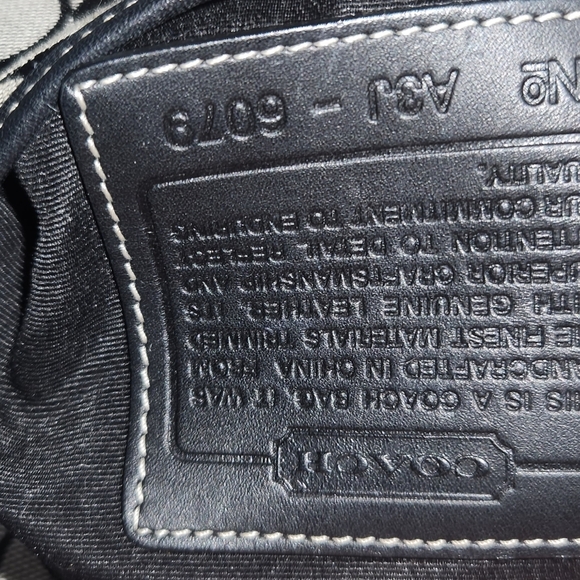 COACH
HIS IS A COACH BAG. IT WAS
ANDCRAFTED IN CHINA FROM
HE FINEST MATERIALS TRIMMED
ITH GENUINE LEATHER. ITS
UPERIOR CRAFTSMANSHIP AND
TTENTION TO DETAIL REFLECT
UR COMMITMENT TO ENDURING
UALITY.
Nº A3J - 6079